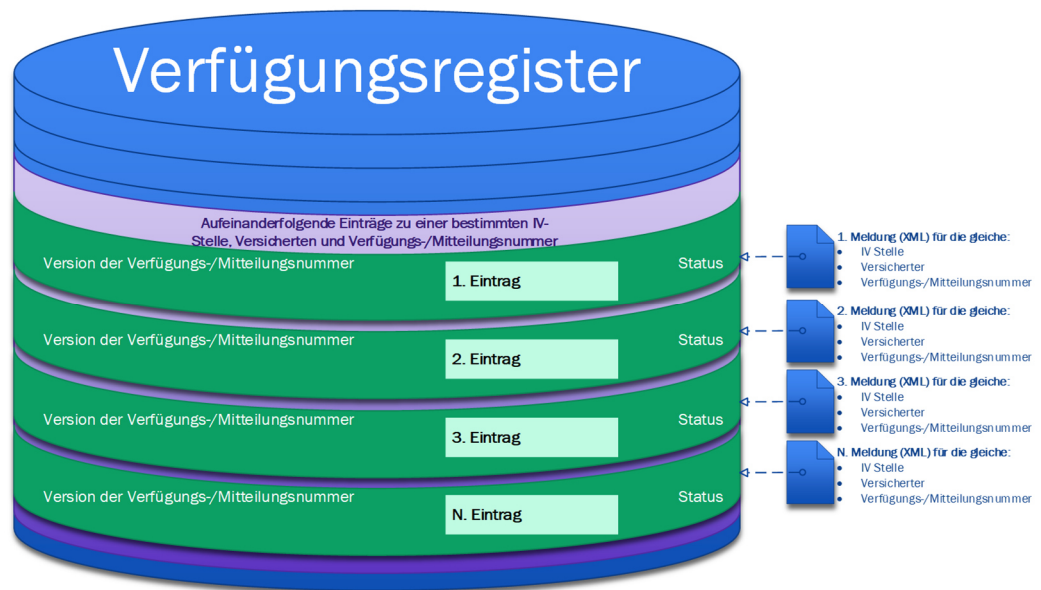 Verfügungsregister
Aufeinanderfolgende Einträge zu einer bestimmten IV-
Stelle, Versicherten und Verfügungs-/Mitteilungsnummer
Version der Verfügungs-/Mitteilungsnummer
1. Eintrag
Status
Version der Verfügungs-/Mitteilungsnummer
2. Eintrag
Status
Version der Verfügungs-/Mitteilungsnummer
3. Eintrag
Status
Version der Verfügungs-/Mitteilungsnummer
N. Eintrag
Status
1. Meldung (XML) für die gleiche:
• IV Stelle
• Versicherter
• Verfügungs-/Mitteilungsnummer
2. Meldung (XML) für die gleiche:
• IV Stelle
• Versicherter
• Verfügungs-/Mitteilungsnummer
3. Meldung (XML) für die gleiche:
• IV Stelle
• Versicherter
• Verfügungs-/Mitteilungsnummer
N. Meldung (XML) für die gleiche:
• IV Stelle
• Versicherter
• Verfügungs-/Mitteilungsnummer